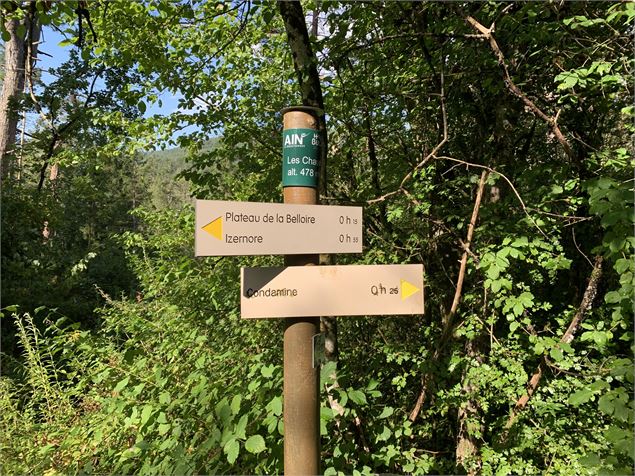 AIN
Les Cha
alt. 478 m
Plateau de la Belloire 0 h 15
Izernore 0 h 55
Condamine 0 h 25